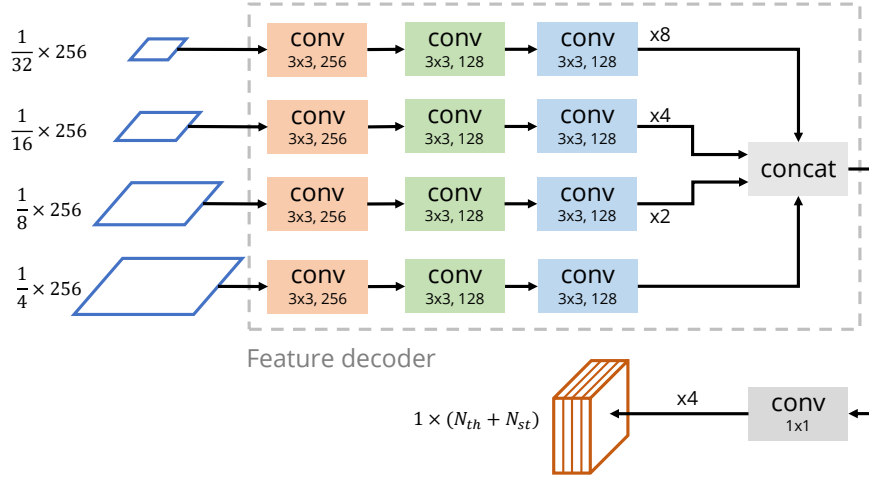 1/32 × 256
conv
3x3, 256
conv
3x3, 128
conv
3x3, 128
x8
1/16 × 256
conv
3x3, 256
conv
3x3, 128
conv
3x3, 128
x4
concat
1/8 × 256
conv
3x3, 256
conv
3x3, 128
conv
3x3, 128
x2
1/4 × 256
conv
3x3, 256
conv
3x3, 128
conv
3x3, 128
Feature decoder
1 × (N_th + N_st)
x4
conv
1x1